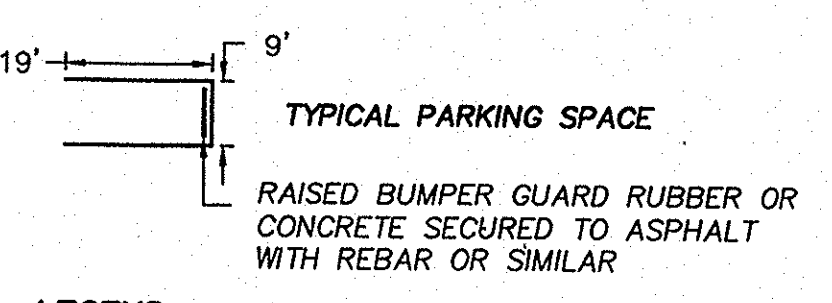 19'
9'
TYPICAL PARKING SPACE
RAISED BUMPER GUARD RUBBER OR
CONCRETE SECURED TO ASPHALT
WITH REBAR OR SIMILAR